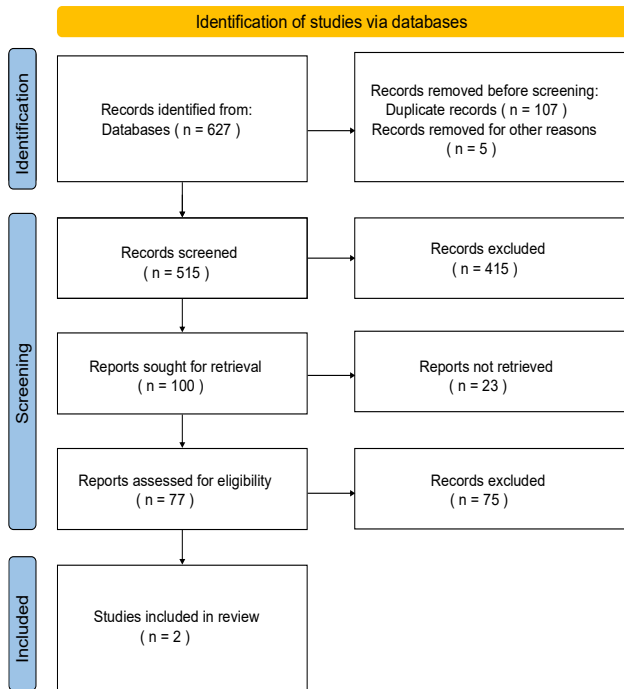 Identification of studies via databases
Identification
Records identified from:
Databases ( n = 627)
Records removed before screening:
Duplicate records ( n = 107)
Records removed for other reasons
( n = 5 )
Screening
Records screened
( n = 515)
Records excluded
( n = 415)
Reports sought for retrieval
( n = 100)
Reports not retrieved
( n = 23 )
Reports assessed for eligibility
( n = 77 )
Records excluded
( n = 75 )
Included
Studies included in review
( n = 2 )